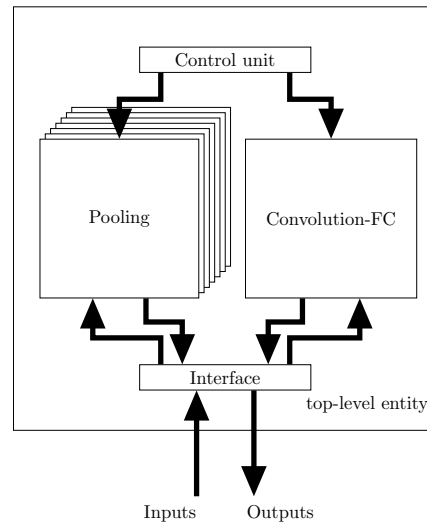 Control unit
Pooling
Convolution-FC
Interface
top-level entity
Inputs
Outputs